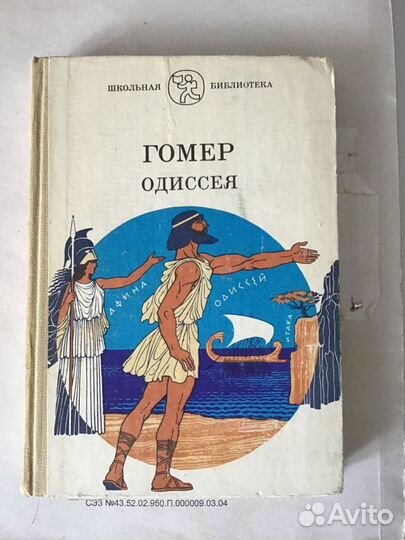 ШКОЛЬНАЯ БИБЛИОТЕКА
ГОМЕР
ОДИССЕЯ
АФИНА
ОДИССЕЙ
ИТАКА
СЭЗ №43.52.02.950.П.000009.03.04
Avito